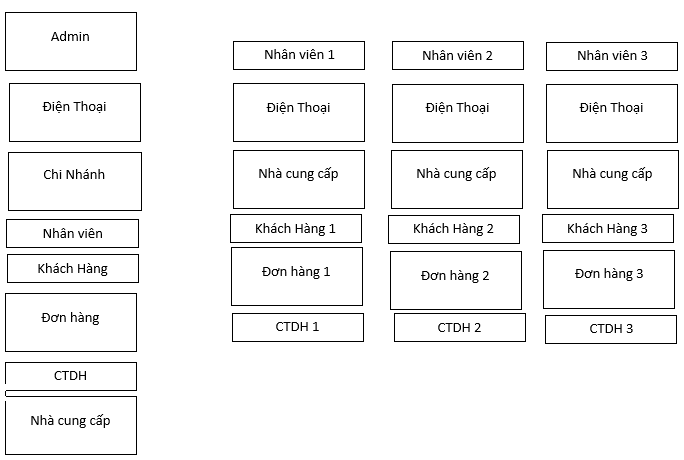 Admin
Điện Thoại
Chi Nhánh
Nhân viên
Khách Hàng
Đơn hàng
CTDH
Nhà cung cấp
Nhân viên 1
Điện Thoại
Nhà cung cấp
Khách Hàng 1
Đơn hàng 1
CTDH 1
Nhân viên 2
Điện Thoại
Nhà cung cấp
Khách Hàng 2
Đơn hàng 2
CTDH 2
Nhân viên 3
Điện Thoại
Nhà cung cấp
Khách Hàng 3
Đơn hàng 3
CTDH 3